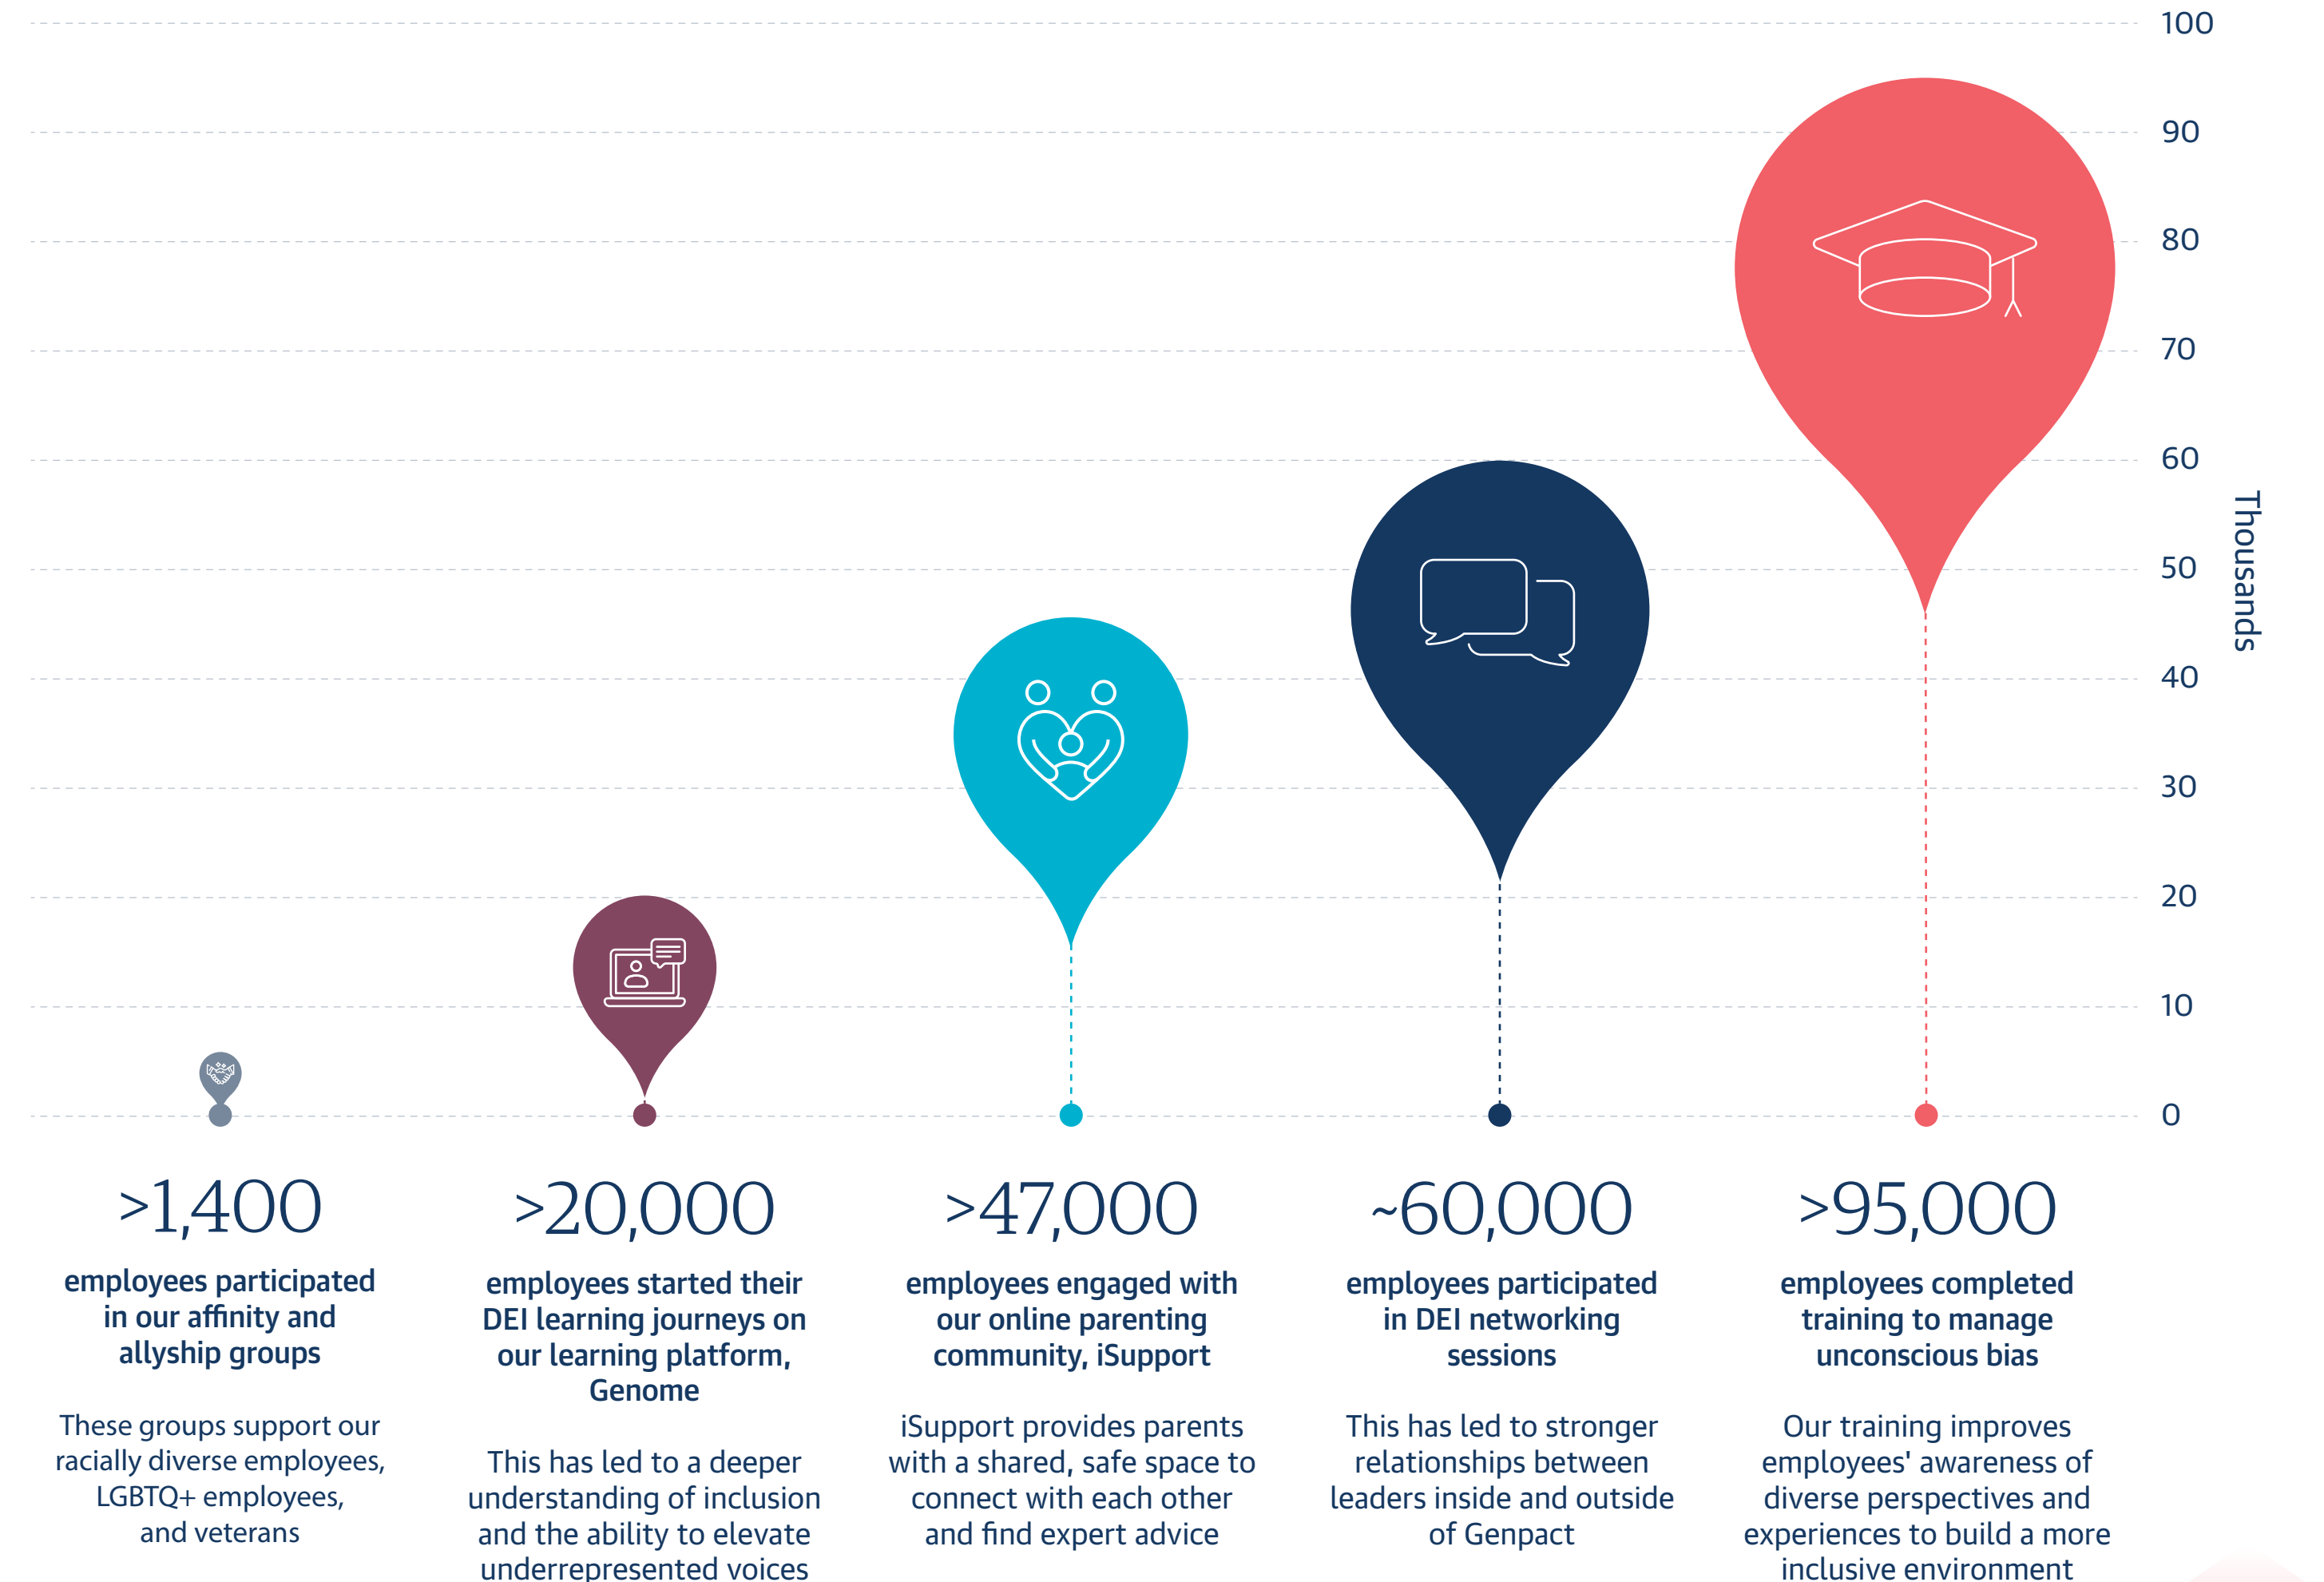 100
90
80
70
60
50
40
30
20
10
0
Thousands
>1,400
employees participated
in our affinity and
allyship groups
These groups support our
racially diverse employees,
LGBTQ+ employees,
and veterans
>20,000
employees started their
DEI learning journeys on
our learning platform,
Genome
This has led to a deeper
understanding of inclusion
and the ability to elevate
underrepresented voices
>47,000
employees engaged with
our online parenting
community, iSupport
iSupport provides parents
with a shared, safe space to
connect with each other
and find expert advice
~60,000
employees participated
in DEI networking
sessions
This has led to stronger
relationships between
leaders inside and outside
of Genpact
>95,000
employees completed
training to manage
unconscious bias
Our training improves
employees' awareness of
diverse perspectives and
experiences to build a more
inclusive environment